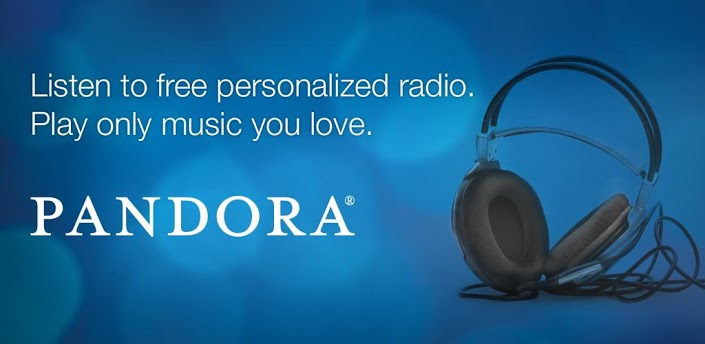 Listen to free personalized radio.
Play only music you love.
PANDORA®